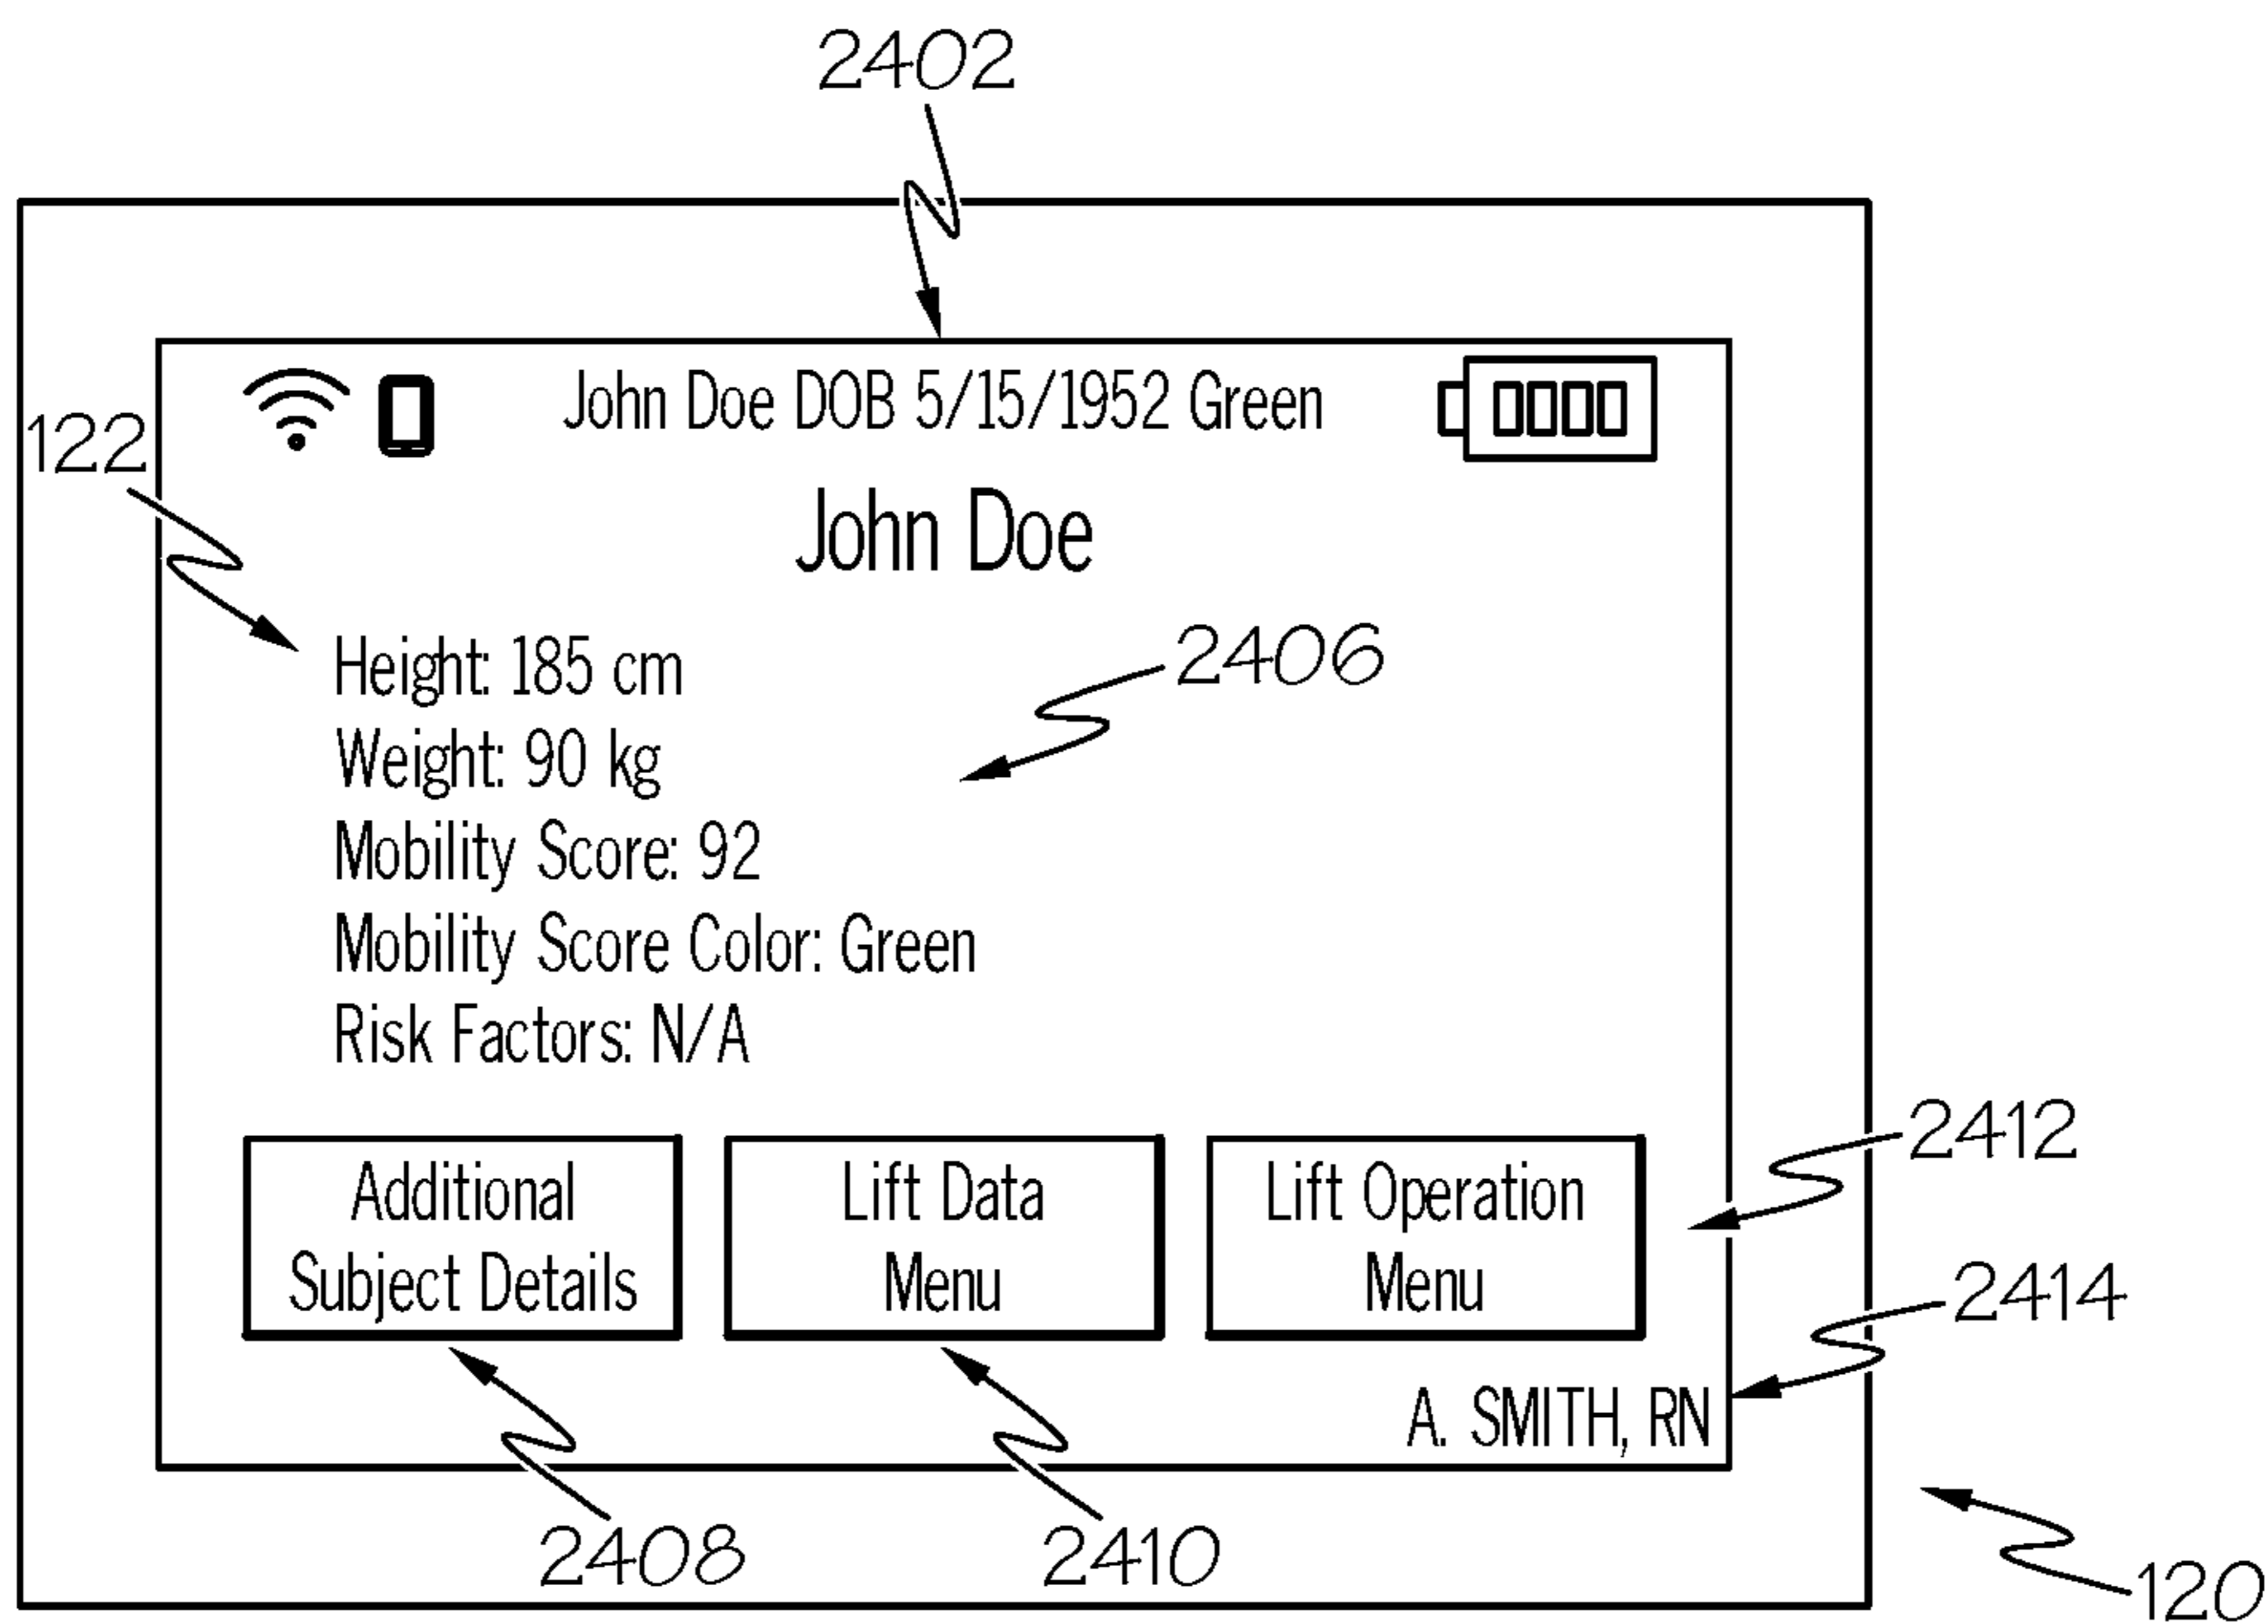 2402
John Doe DOB 5/15/1952 Green
122
John Doe
Height: 185 cm
2406
Weight: 90 kg
Mobility Score: 92
Mobility Score Color: Green
Risk Factors: N/A
2412
Additional
Subject Details
Lift Data
Menu
Lift Operation
Menu
2414
A. SMITH, RN
2408
2410
120